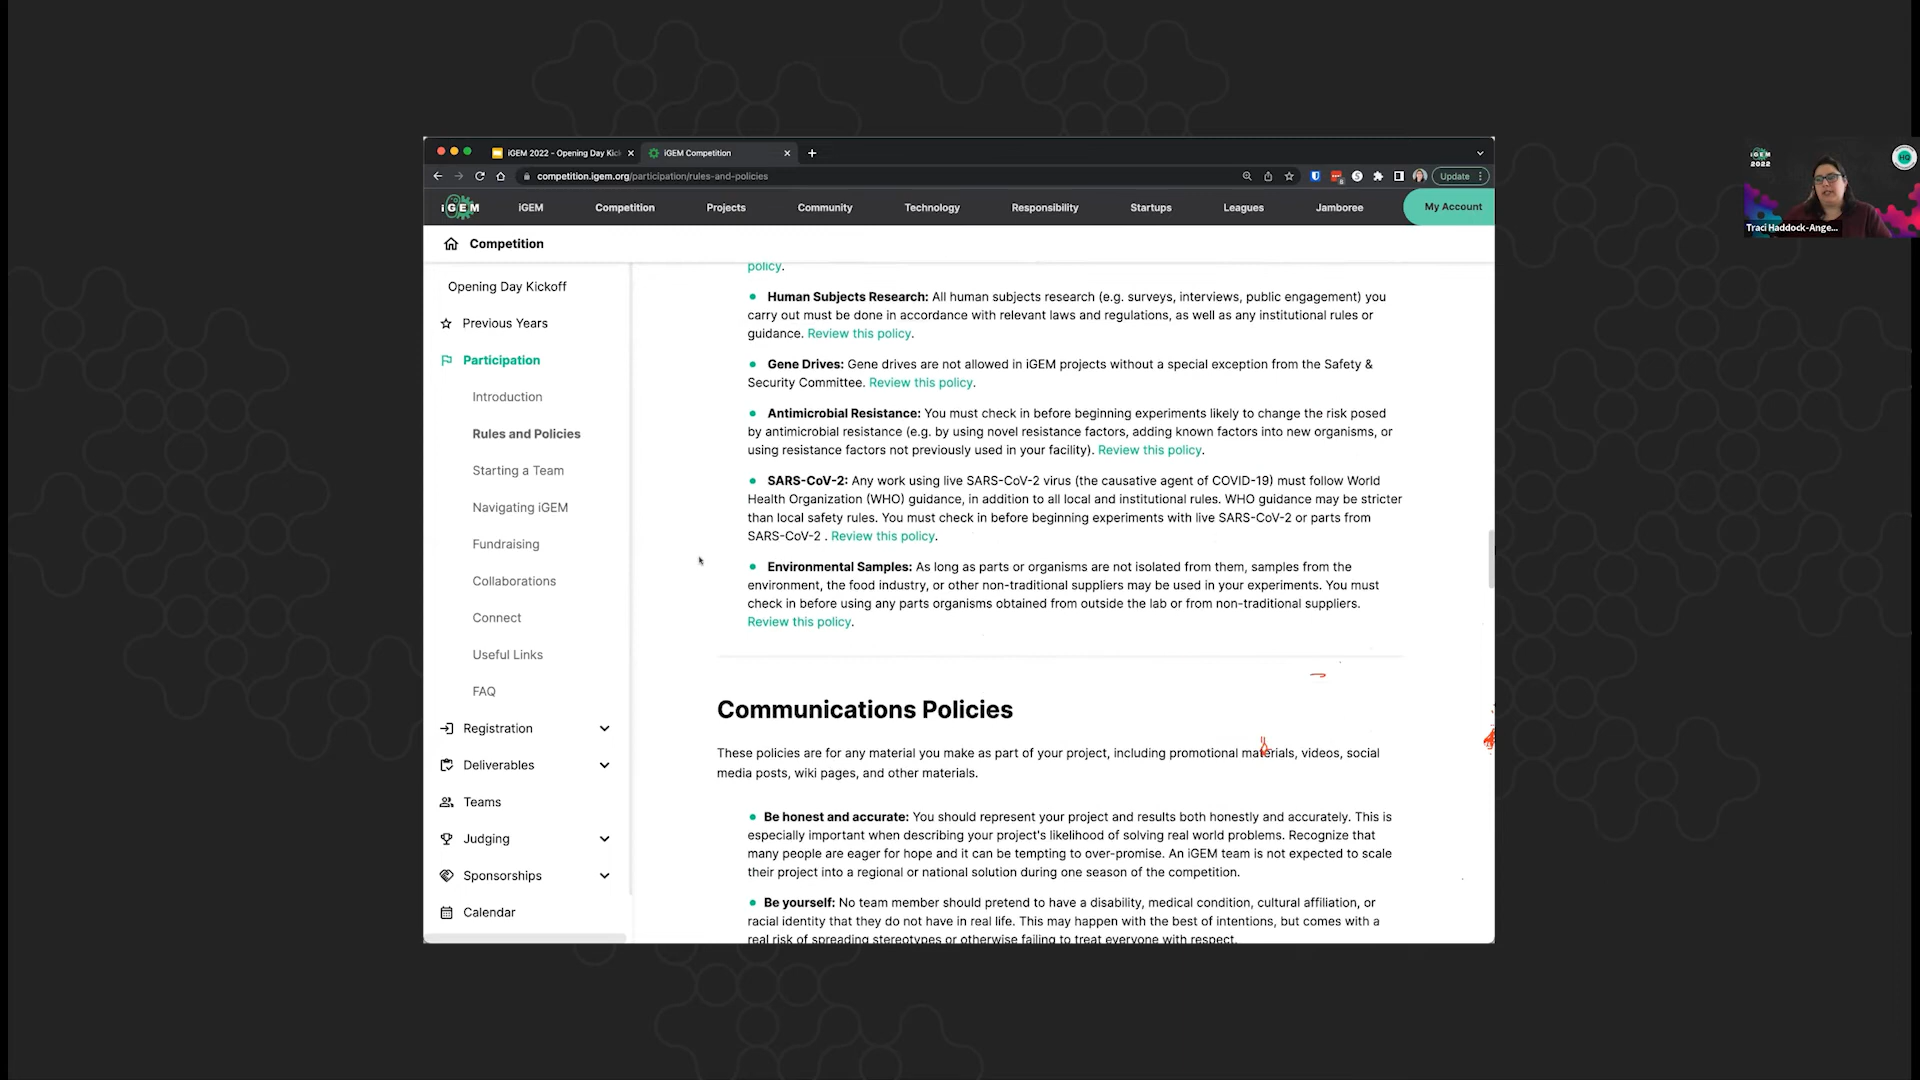 iGEM 2022 - Opening Day Kic
iGEM Competition
competition.igem.org/participation/rules-and-policies
Update
iGEM
iGEM
Competition
Projects
Community
Technology
Responsibility
Startups
Leagues
Jamboree
My Account
Competition
Opening Day Kickoff
Previous Years
Participation
Introduction
Rules and Policies
Starting a Team
Navigating iGEM
Fundraising
Collaborations
Connect
Useful Links
FAQ
Registration
Deliverables
Teams
Judging
Sponsorships
Calendar
policy.
Human Subjects Research: All human subjects research (e.g. surveys, interviews, public engagement) you
carry out must be done in accordance with relevant laws and regulations, as well as any institutional rules or
guidance. Review this policy.
Gene Drives: Gene drives are not allowed in iGEM projects without a special exception from the Safety &
Security Committee. Review this policy.
Antimicrobial Resistance: You must check in before beginning experiments likely to change the risk posed
by antimicrobial resistance (e.g. by using novel resistance factors, adding known factors into new organisms, or
using resistance factors not previously used in your facility). Review this policy.
SARS-CoV-2: Any work using live SARS-CoV-2 virus (the causative agent of COVID-19) must follow World
Health Organization (WHO) guidance, in addition to all local and institutional rules. WHO guidance may be stricter
than local safety rules. You must check in before beginning experiments with live SARS-CoV-2 or parts from
SARS-CoV-2 . Review this policy.
Environmental Samples: As long as parts or organisms are not isolated from them, samples from the
environment, the food industry, or other non-traditional suppliers may be used in your experiments. You must
check in before using any parts organisms obtained from outside the lab or from non-traditional suppliers.
Review this policy.
Communications Policies
These policies are for any material you make as part of your project, including promotional materials, videos, social
media posts, wiki pages, and other materials.
Be honest and accurate: You should represent your project and results both honestly and accurately. This is
especially important when describing your project's likelihood of solving real world problems. Recognize that
many people are eager for hope and it can be tempting to over-promise. An iGEM team is not expected to scale
their project into a regional or national solution during one season of the competition.
Be yourself: No team member should pretend to have a disability, medical condition, cultural affiliation, or
racial identity that they do not have in real life. This may happen with the best of intentions, but comes with a
real risk of spreading stereotypes or otherwise failing to treat everyone with respect.
iGEM
2022
HQ
Traci Haddock-Ange...